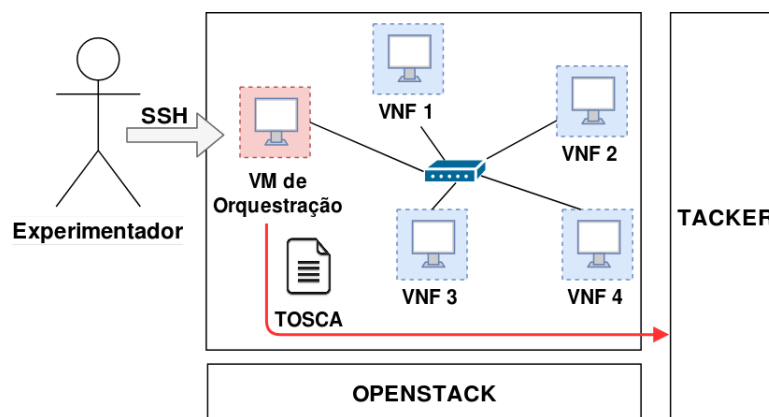 SSH
Experimentador
VM de
Orquestração
VNF 1
VNF 2
VNF 3
VNF 4
TOSCA
TACKER
OPENSTACK